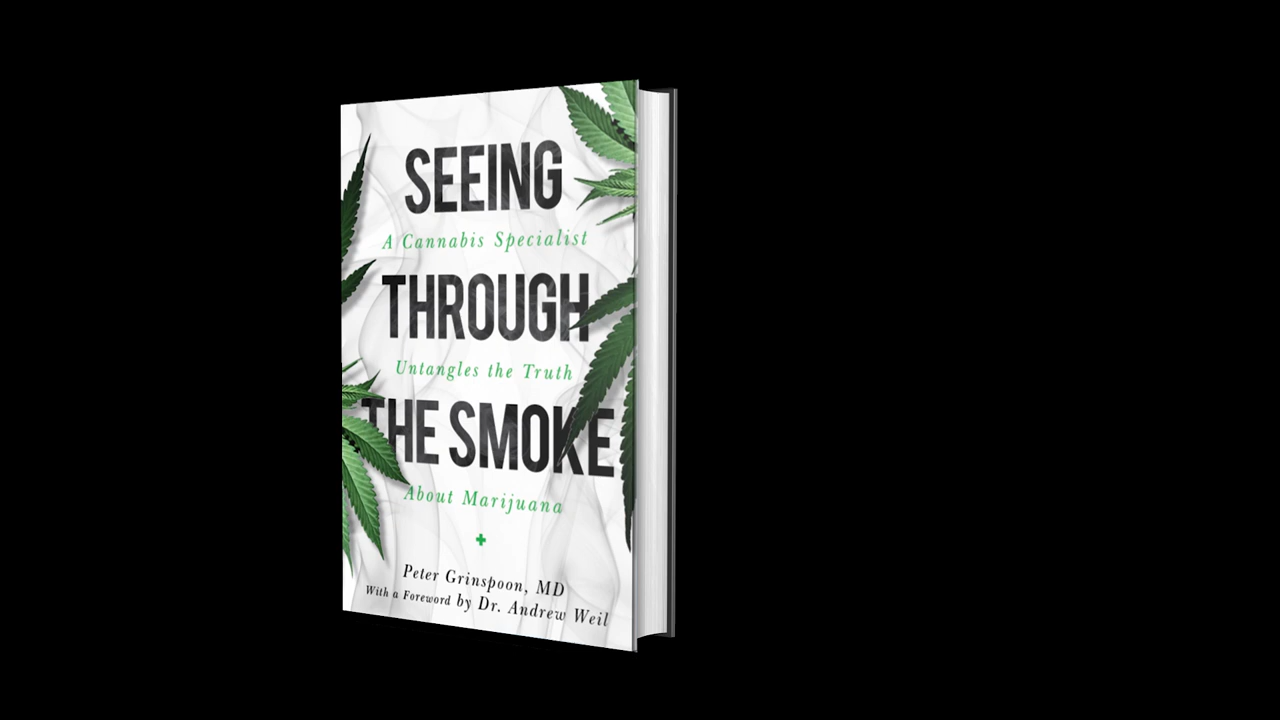 SEEING
A Cannabis Specialist
THROUGH
Untangles the Truth
THE SMOKE
About Marijuana
Peter Grinspoon, MD
With a Foreword by Dr. Andrew Weil